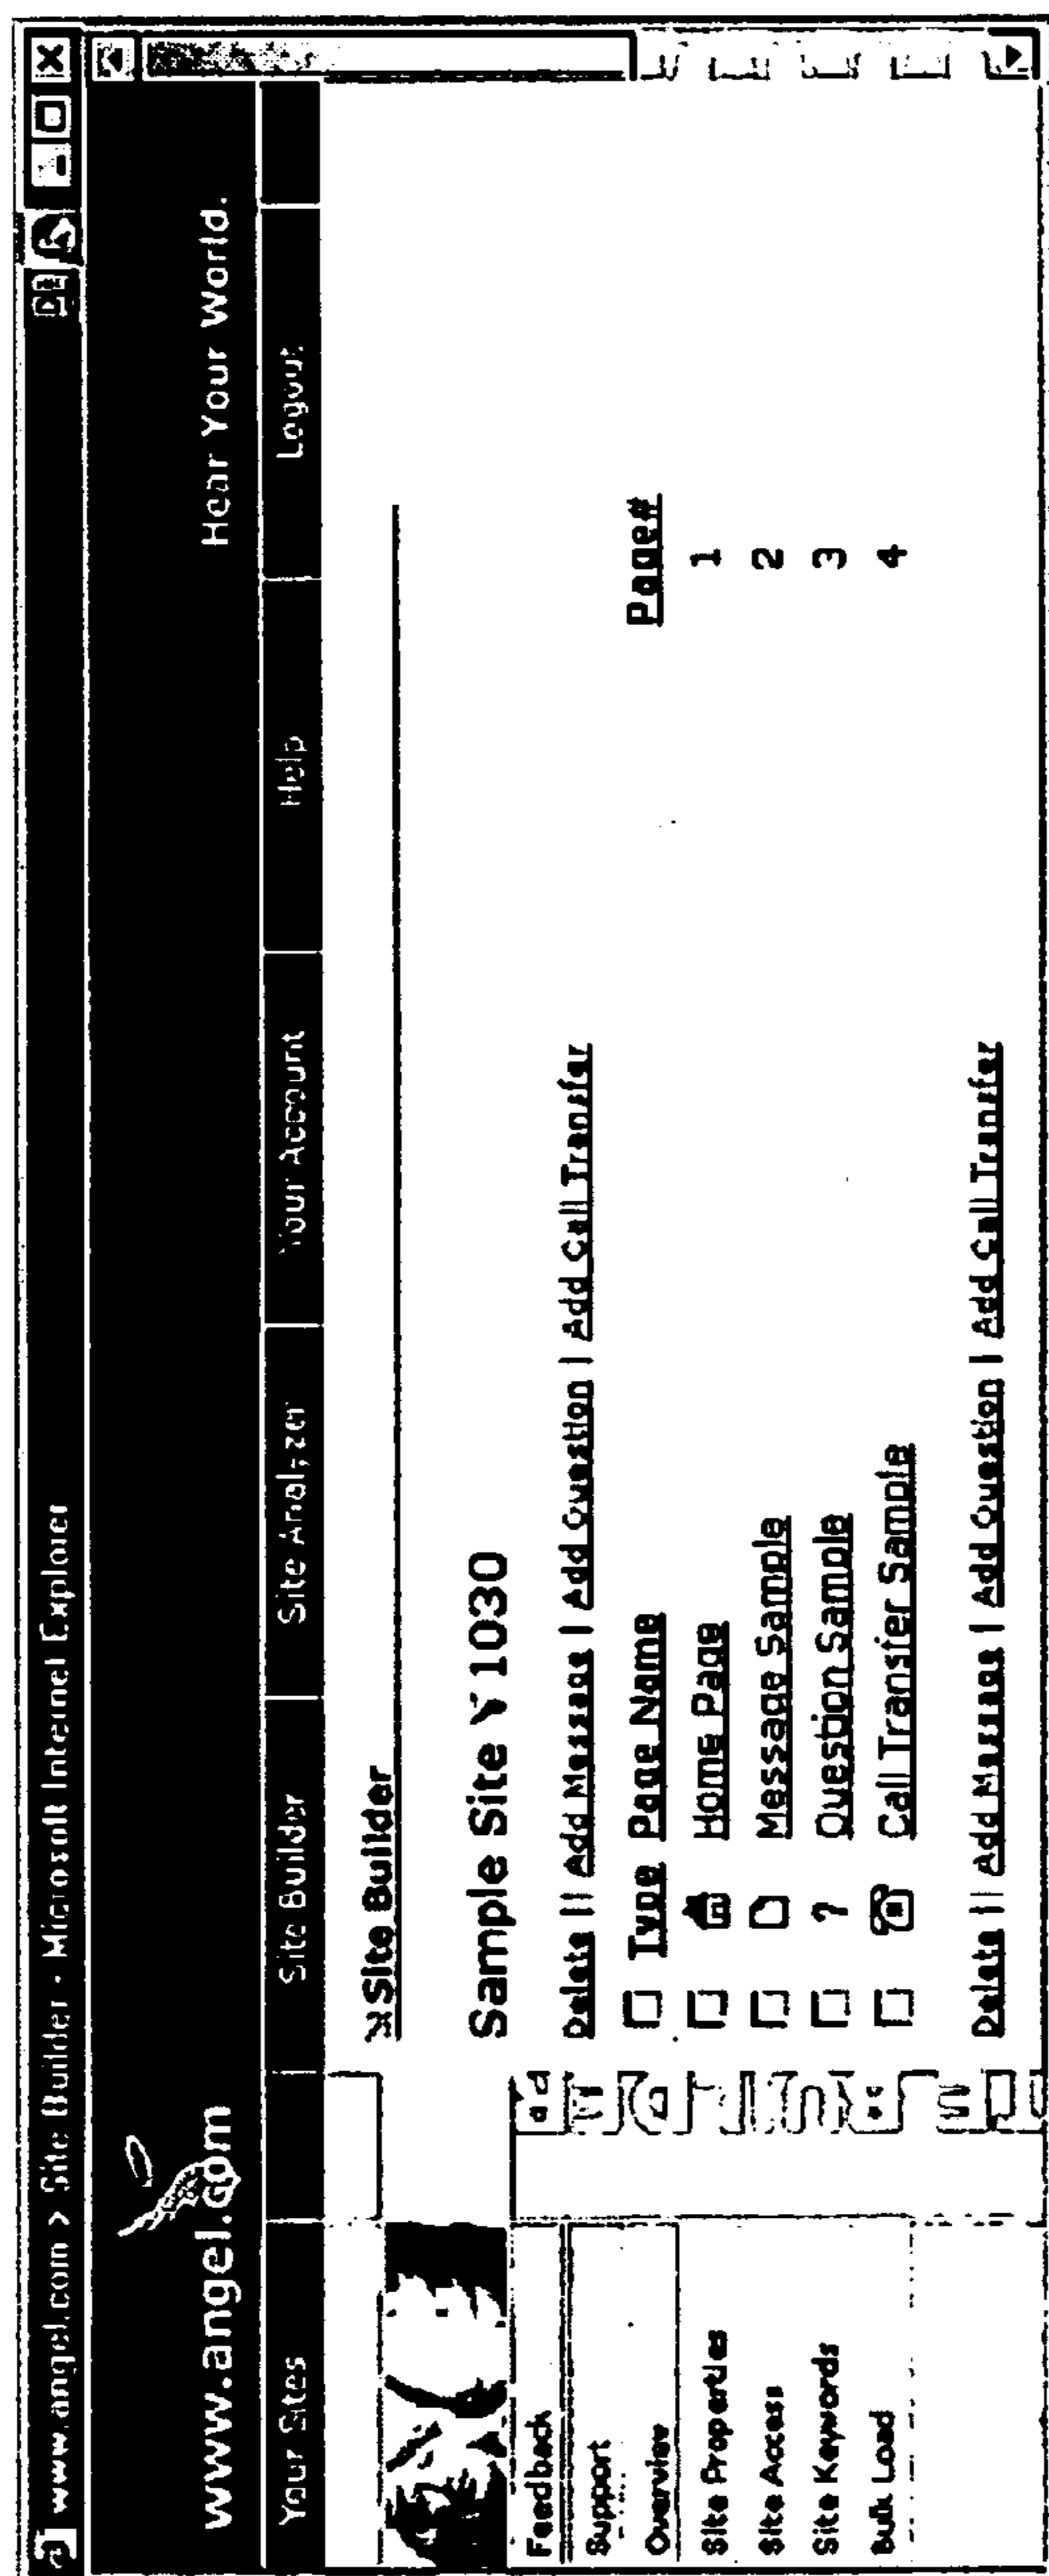 www.angel.com > Site Builder - Microsoft Internet Explorer
www.angel.com
Hear Your World.
Your Sites
Site Builder
Site Analyzer
Your Account
Help
Logout
Site Builder
Feedback
Support
Overview
Site Properties
Site Access
Site Keywords
Bulk Load
Sample Site 1030
Delete || Add Message | Add Question | Add Call Transfer
Type Page Name Page#
Home Page 1
Message Sample 2
? Question Sample 3
Call Transfer Sample 4
Delete || Add Message | Add Question | Add Call Transfer